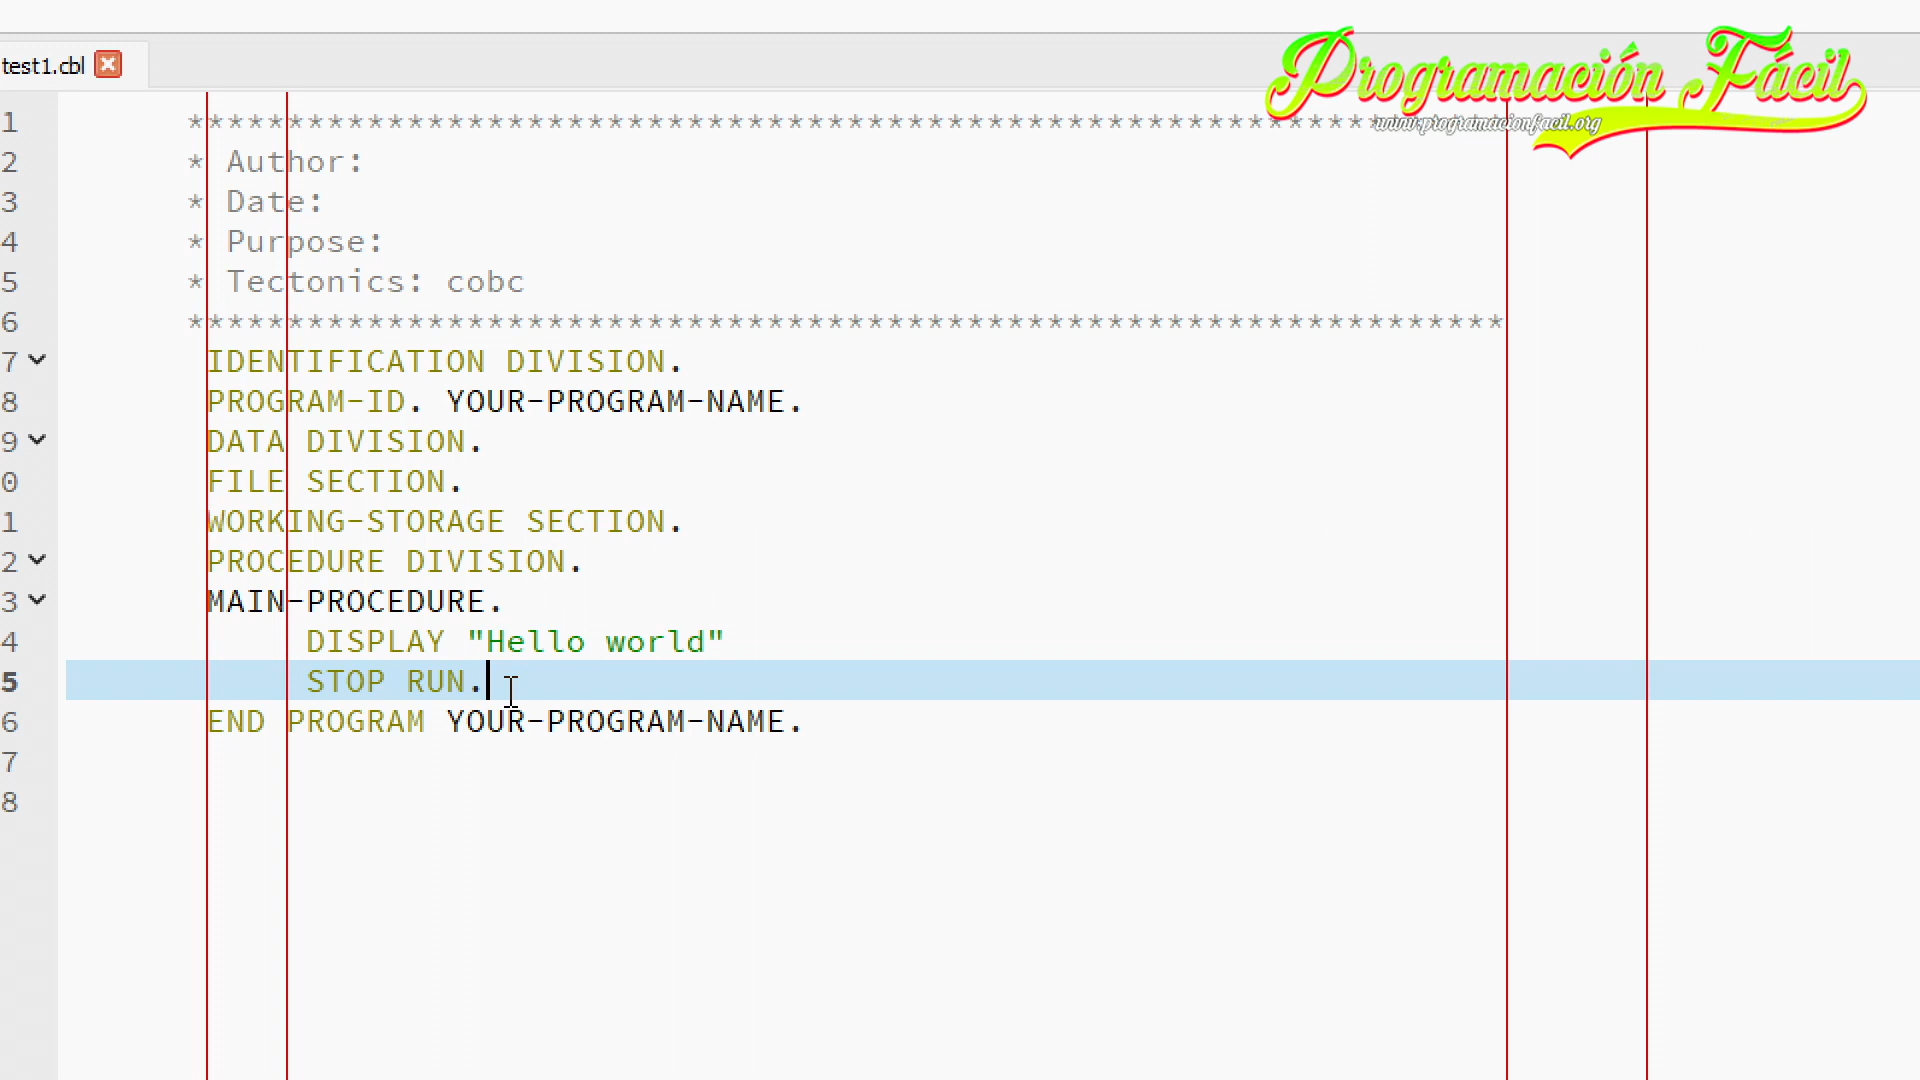 test1.cbl
Programación Fácil
www.programacionfacil.org
1 ******************************************************************
2 * Author:
3 * Date:
4 * Purpose:
5 * Tectonics: cobc
6 ******************************************************************
7 IDENTIFICATION DIVISION.
8 PROGRAM-ID. YOUR-PROGRAM-NAME.
9 DATA DIVISION.
0 FILE SECTION.
1 WORKING-STORAGE SECTION.
2 PROCEDURE DIVISION.
3 MAIN-PROCEDURE.
4 DISPLAY "Hello world"
5 STOP RUN.
6 END PROGRAM YOUR-PROGRAM-NAME.
7
8